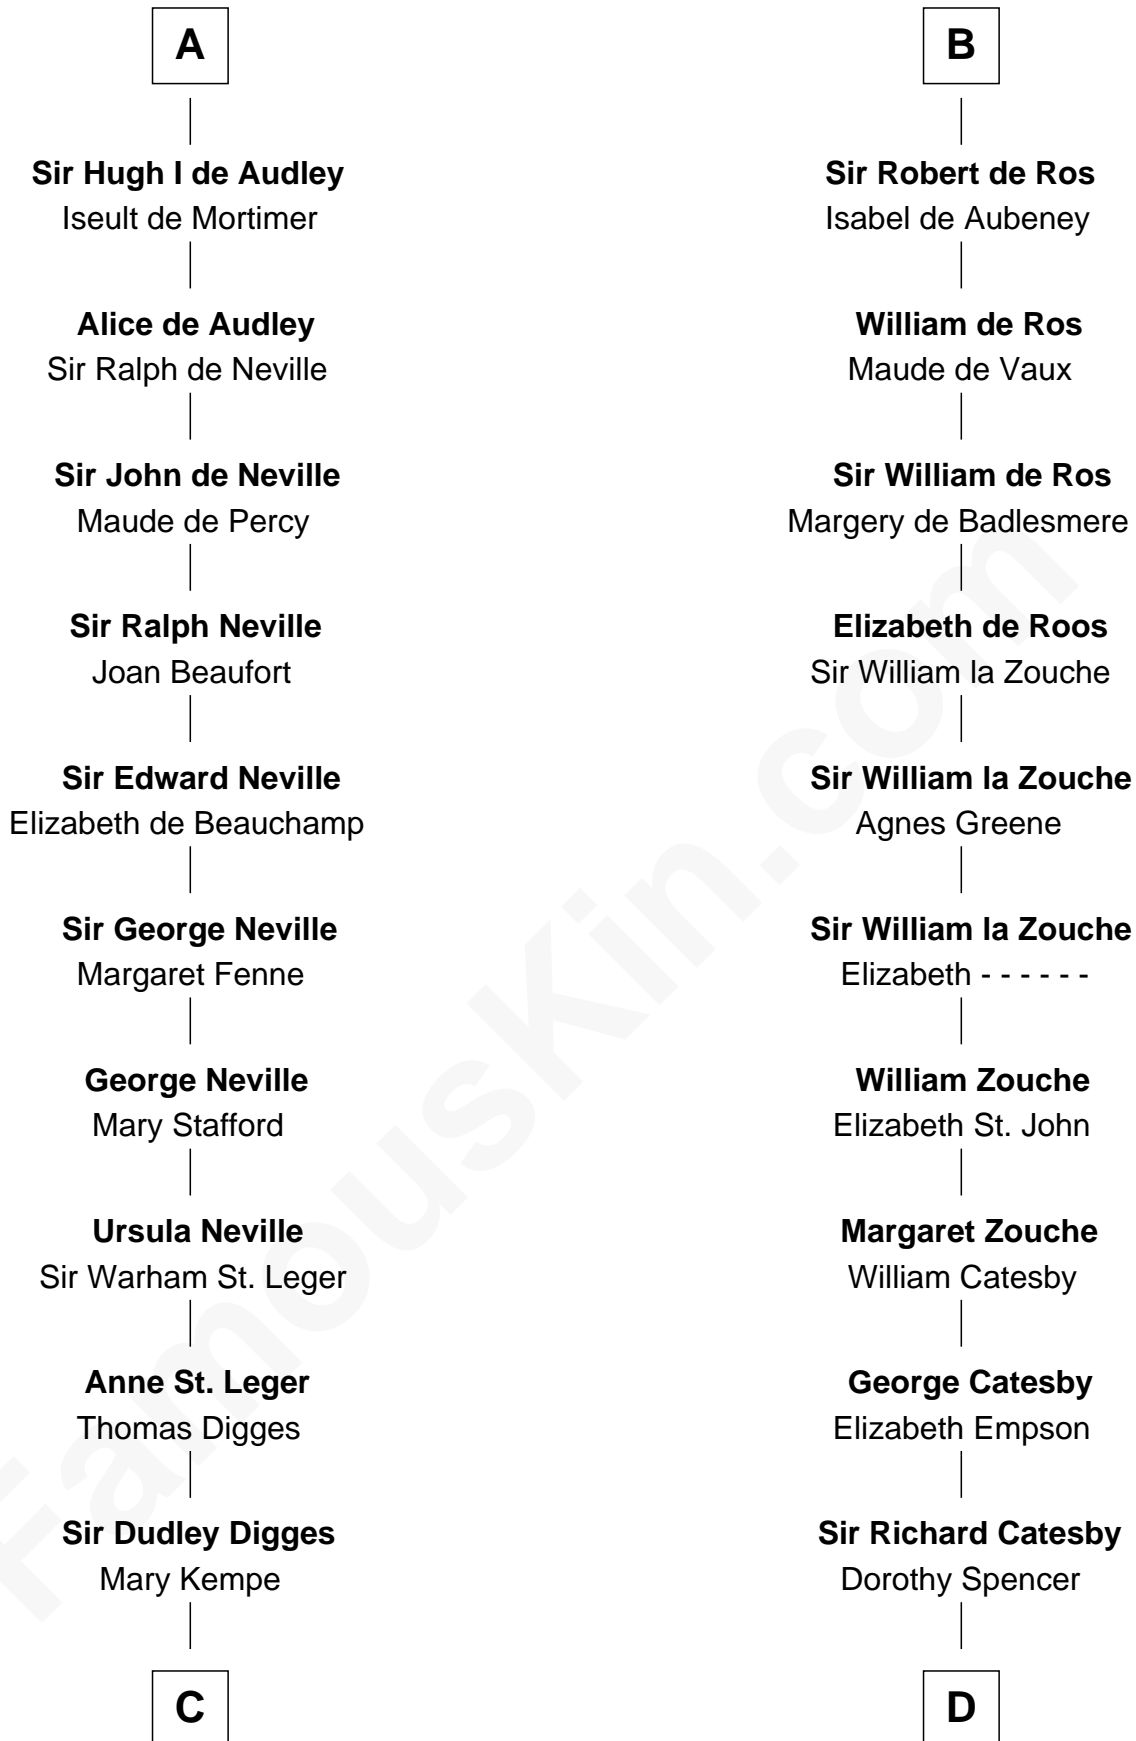 A
Sir Hugh I de Audley
Iseult de Mortimer
Alice de Audley
Sir Ralph de Neville
Sir John de Neville
Maude de Percy
Sir Ralph Neville
Joan Beaufort
Sir Edward Neville
Elizabeth de Beauchamp
Sir George Neville
Margaret Fenne
George Neville
Mary Stafford
Ursula Neville
Sir Warham St. Leger
Anne St. Leger
Thomas Digges
Sir Dudley Digges
Mary Kempe
C
B
Sir Robert de Ros
Isabel de Aubeney
William de Ros
Maude de Vaux
Sir William de Ros
Margery de Badlesmere
Elizabeth de Roos
Sir William la Zouche
Sir William la Zouche
Agnes Greene
Sir William la Zouche
Elizabeth - - - - - -
William Zouche
Elizabeth St. John
Margaret Zouche
William Catesby
George Catesby
Elizabeth Empson
Sir Richard Catesby
Dorothy Spencer
D
FamousKin.com